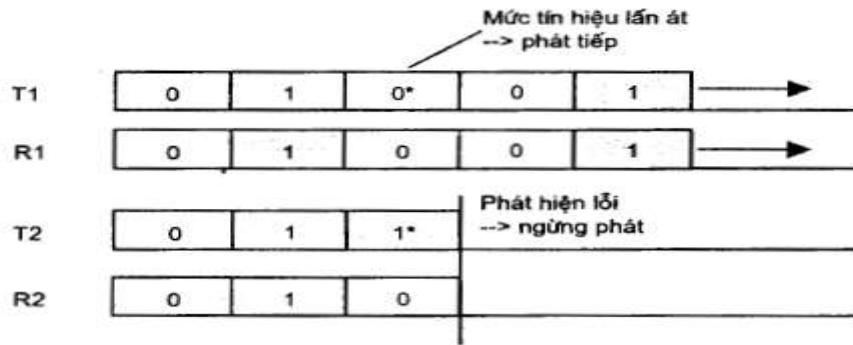 Mức tín hiệu lấn át
--> phát tiếp
T1 0 1 0* 0 1
R1 0 1 0 0 1
Phát hiện lỗi
--> ngừng phát
T2 0 1 1*
R2 0 1 0